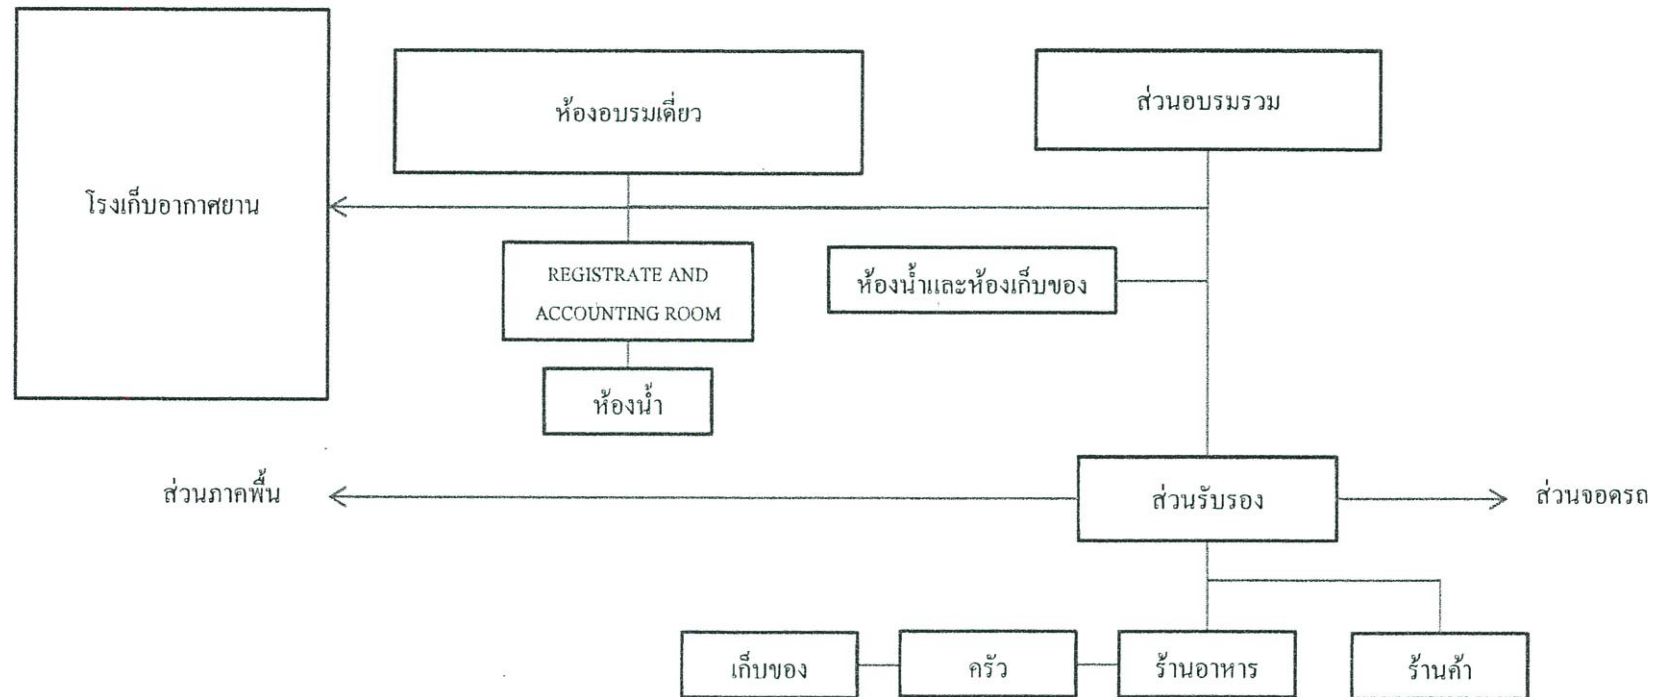 ห้องอบรมเดี่ยว
ส่วนอบรมรวม
โรงเก็บอากาศยาน
REGISTRATE AND
ACCOUNTING ROOM
ห้องน้ำและห้องเก็บของ
ห้องน้ำ
ส่วนภาคพื้น
ส่วนรับรอง
ส่วนจอดรถ
เก็บของ
ครัว
ร้านอาหาร
ร้านค้า